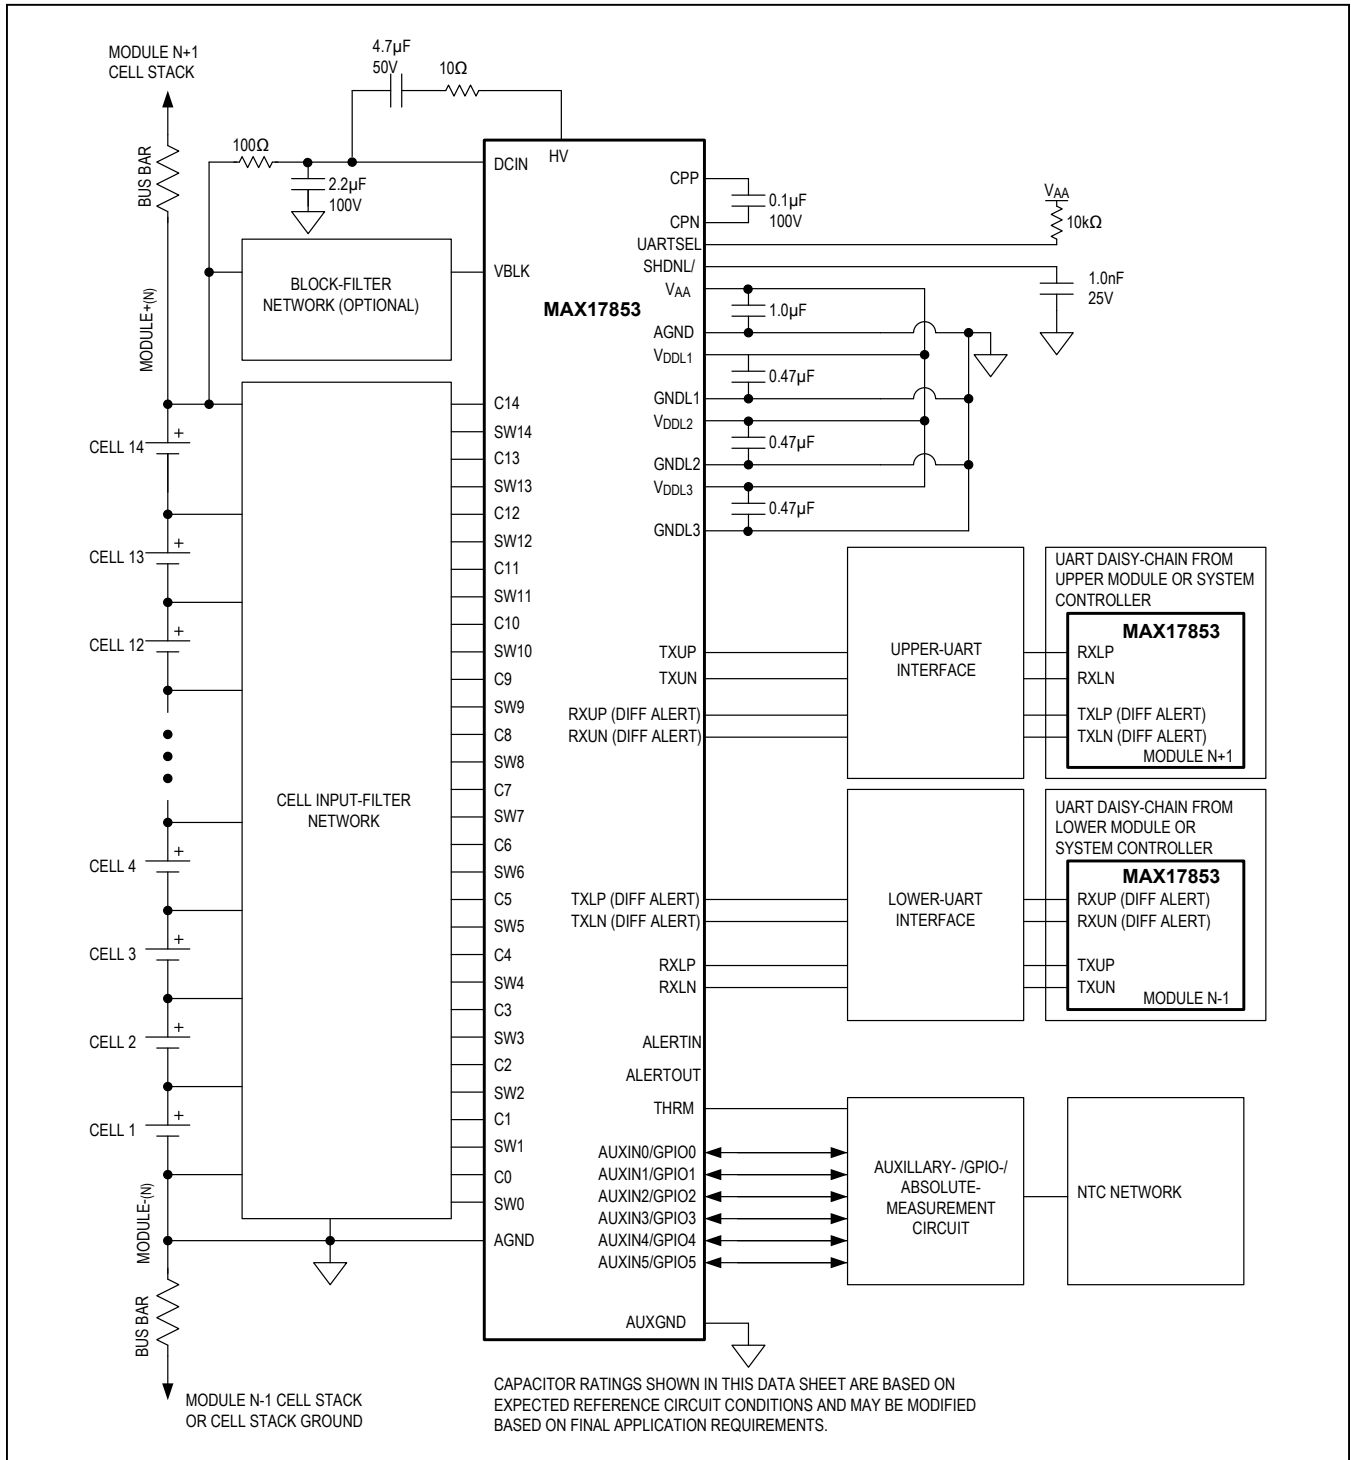 MODULE N+1
CELL STACK
4.7µF
50V
10Ω
BUS BAR
100Ω
2.2µF
100V
MODULE+(N)
BLOCK-FILTER
NETWORK (OPTIONAL)
CELL INPUT-FILTER
NETWORK
CELL 14
+
CELL 13
+
CELL 12
+
CELL 4
+
CELL 3
+
CELL 2
+
CELL 1
+
MODULE-(N)
BUS BAR
MODULE N-1 CELL STACK
OR CELL STACK GROUND
MAX17853
HV
DCIN
VBLK
C14
SW14
C13
SW13
C12
SW12
C11
SW11
C10
SW10
C9
SW9
C8
SW8
C7
SW7
C6
SW6
C5
SW5
C4
SW4
C3
SW3
C2
SW2
C1
SW1
C0
SW0
AGND
CPP
CPN
UARTSEL
SHDNL/
VAA
AGND
VDDL1
GNDL1
VDDL2
GNDL2
VDDL3
GNDL3
TXUP
TXUN
RXUP (DIFF ALERT)
RXUN (DIFF ALERT)
TXLP (DIFF ALERT)
TXLN (DIFF ALERT)
RXLP
RXLN
ALERTIN
ALERTOUT
THRM
AUXIN0/GPIO0
AUXIN1/GPIO1
AUXIN2/GPIO2
AUXIN3/GPIO3
AUXIN4/GPIO4
AUXIN5/GPIO5
AUXGND
0.1µF
100V
VAA
10kΩ
1.0nF
25V
1.0µF
0.47µF
0.47µF
0.47µF
UPPER-UART
INTERFACE
UART DAISY-CHAIN FROM
UPPER MODULE OR SYSTEM
CONTROLLER
MAX17853
RXLP
RXLN
TXLP (DIFF ALERT)
TXLN (DIFF ALERT)
MODULE N+1
LOWER-UART
INTERFACE
UART DAISY-CHAIN FROM
LOWER MODULE OR
SYSTEM CONTROLLER
MAX17853
RXUP (DIFF ALERT)
RXUN (DIFF ALERT)
TXUP
TXUN
MODULE N-1
AUXILLARY- /GPIO-/
ABSOLUTE-
MEASUREMENT
CIRCUIT
NTC NETWORK
CAPACITOR RATINGS SHOWN IN THIS DATA SHEET ARE BASED ON
EXPECTED REFERENCE CIRCUIT CONDITIONS AND MAY BE MODIFIED
BASED ON FINAL APPLICATION REQUIREMENTS.